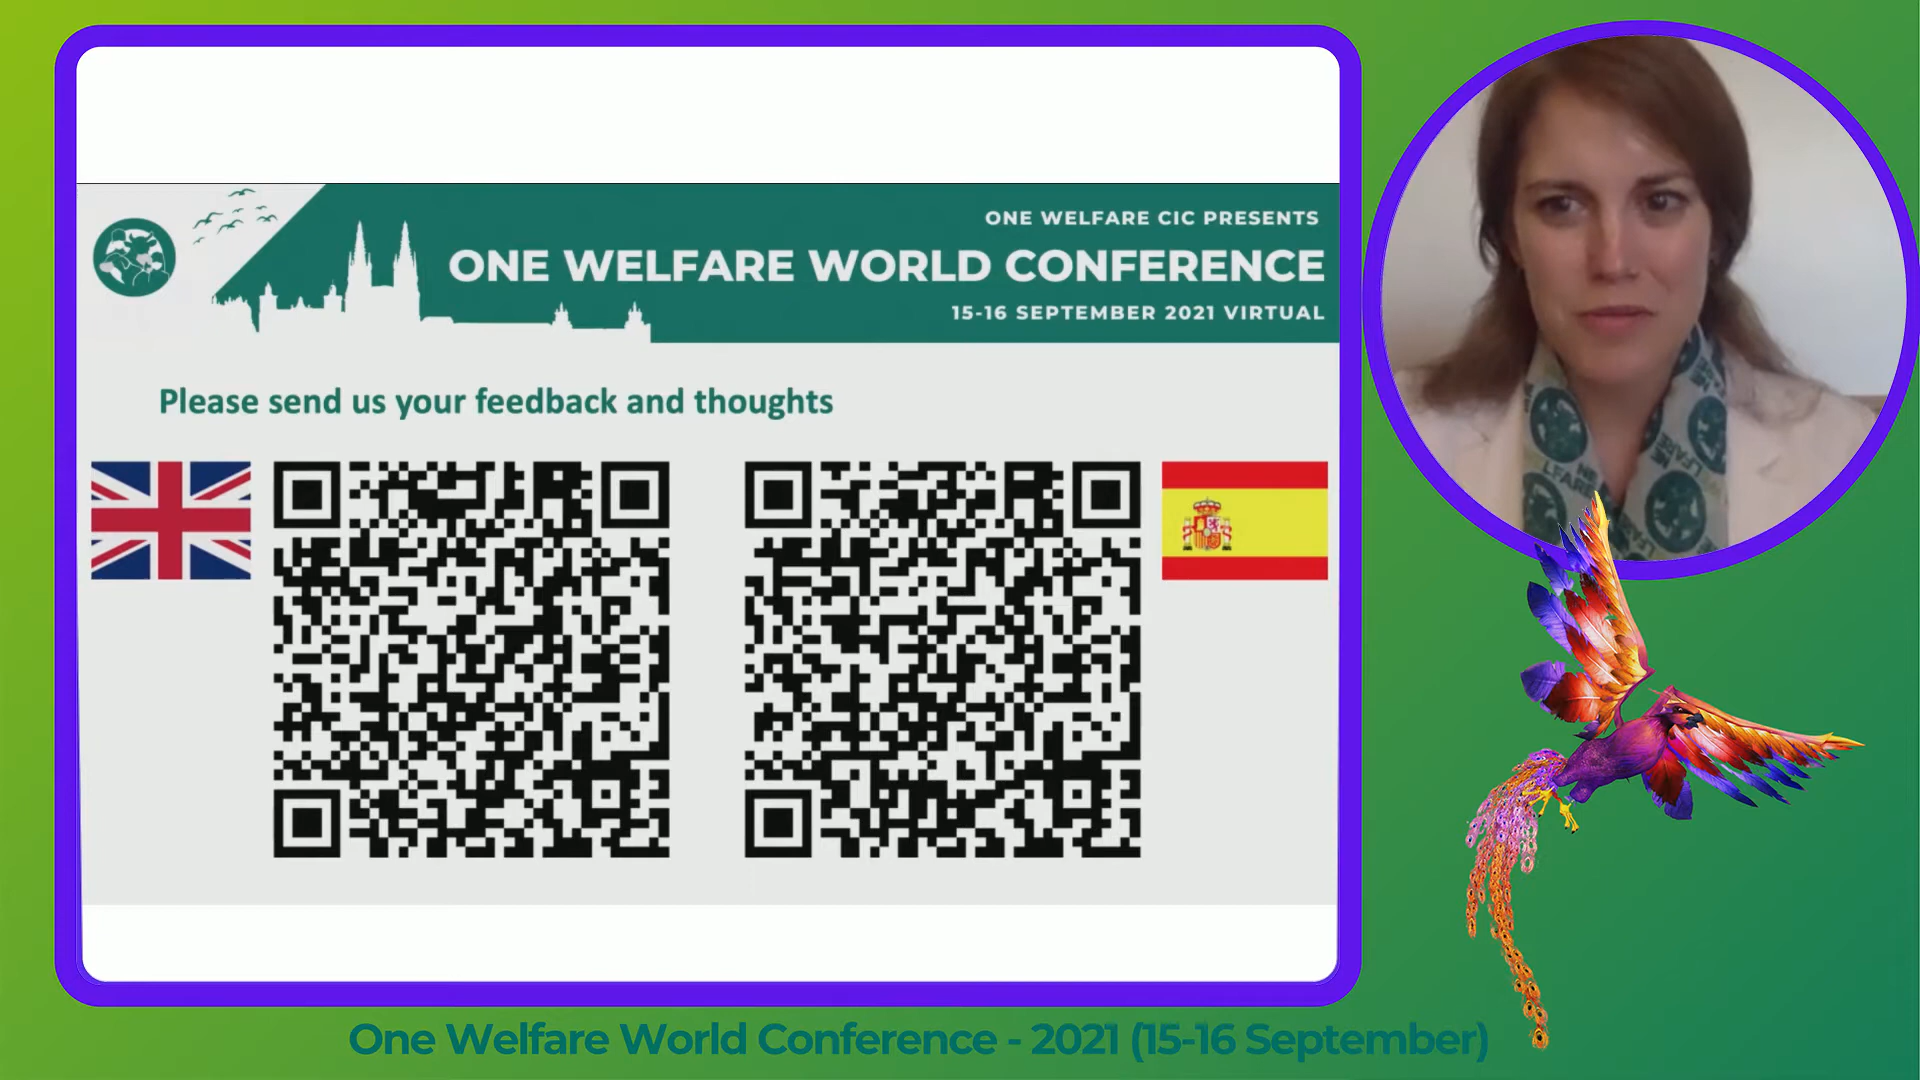 ONE WELFARE CIC PRESENTS
ONE WELFARE WORLD CONFERENCE
15-16 SEPTEMBER 2021 VIRTUAL
Please send us your feedback and thoughts
One Welfare World Conference - 2021 (15-16 September)